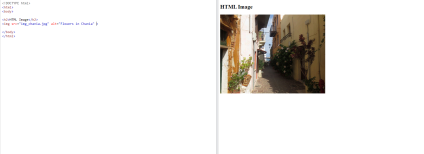 <!DOCTYPE html>
<html>
<body>
<h2>HTML Image</h2>
<img src="img_chania.jpg" alt="Flowers in Chania"
</body>
</html>
HTML Image